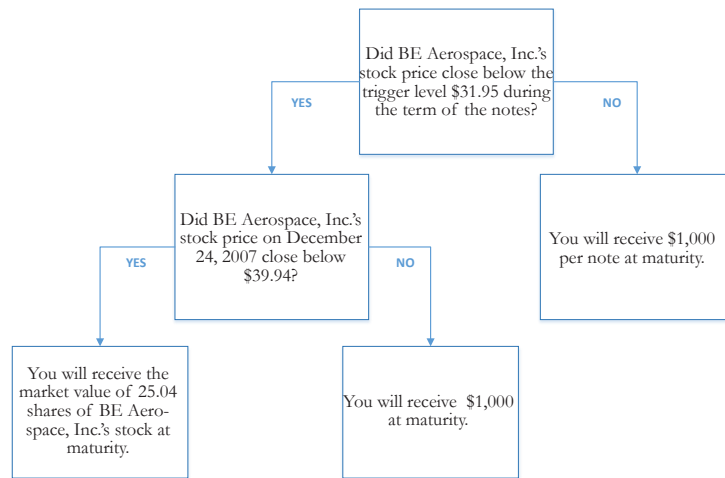 Did BE Aerospace, Inc.'s
stock price close below the
trigger level $31.95 during
the term of the notes?
YES
NO
Did BE Aerospace, Inc.'s
stock price on December
24, 2007 close below
$39.94?
You will receive $1,000
per note at maturity.
YES
NO
You will receive the
market value of 25.04
shares of BE Aero-
space, Inc.'s stock at
maturity.
You will receive $1,000
at maturity.